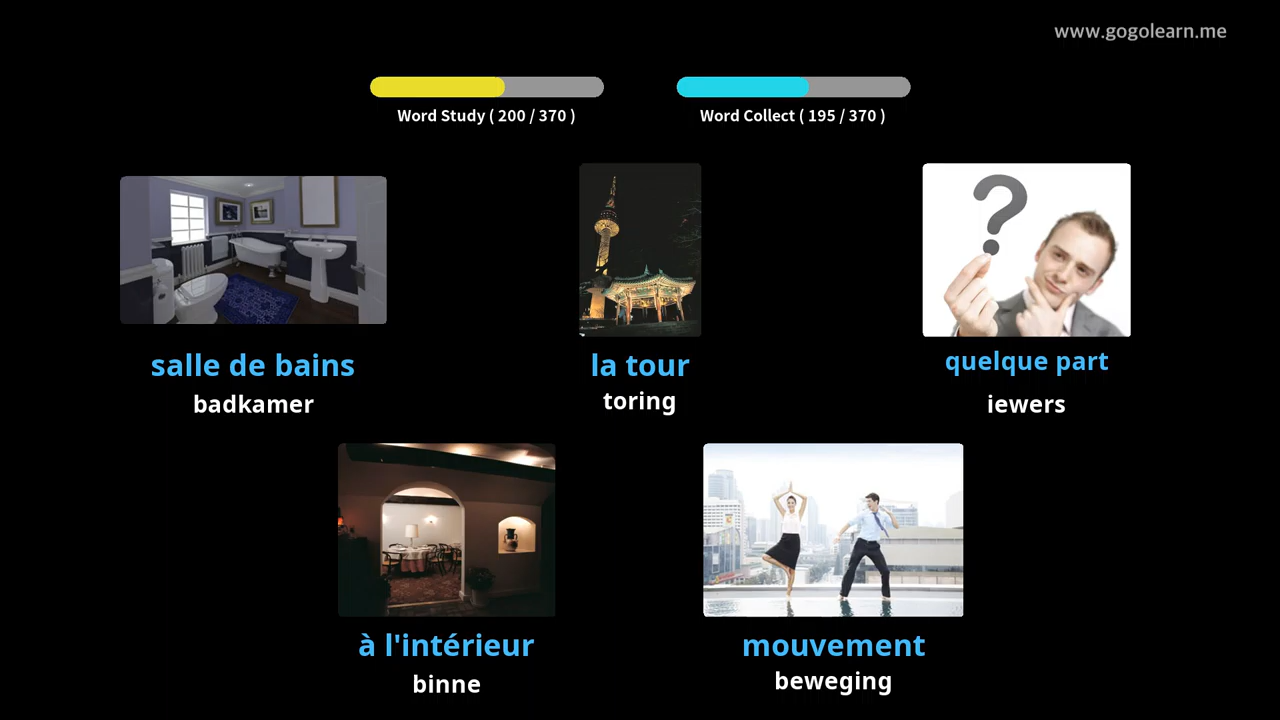 www.gogolearn.me
Word Study ( 200 / 370 )
Word Collect ( 195 / 370 )
salle de bains
badkamer
la tour
toring
quelque part
iewers
à l'intérieur
binne
mouvement
beweging